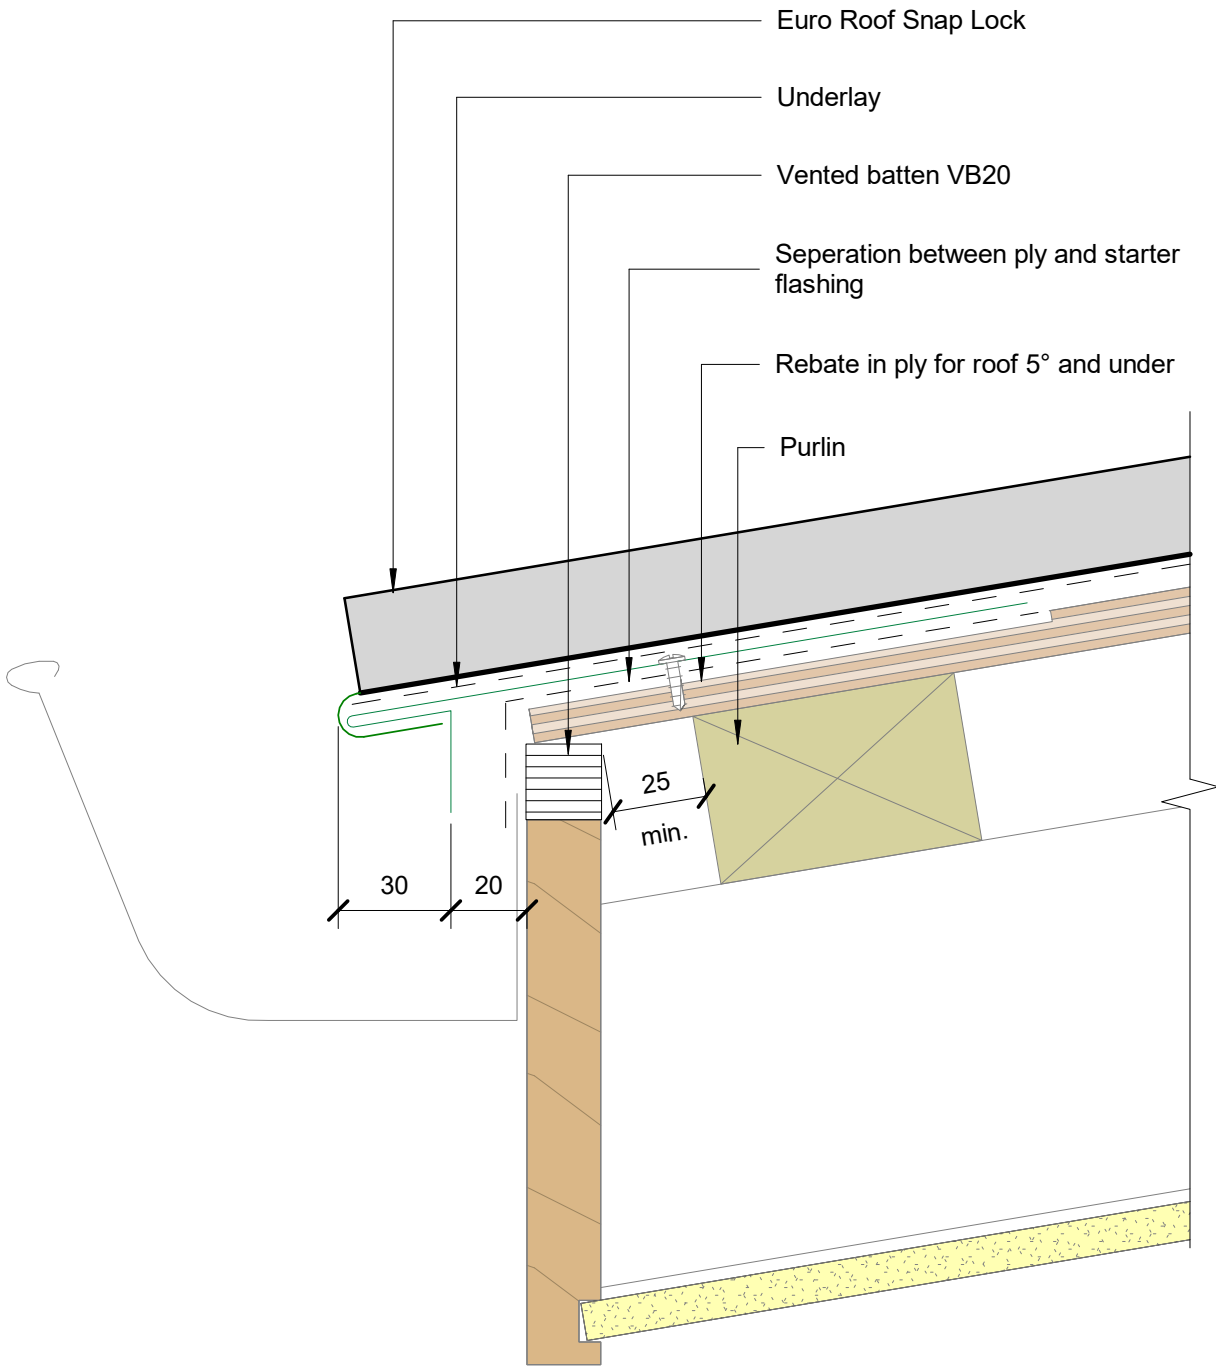 Euro Roof Snap Lock
Underlay
Vented batten VB20
Seperation between ply and starter
flashing
Rebate in ply for roof 5° and under
Purlin
25
min.
30
20